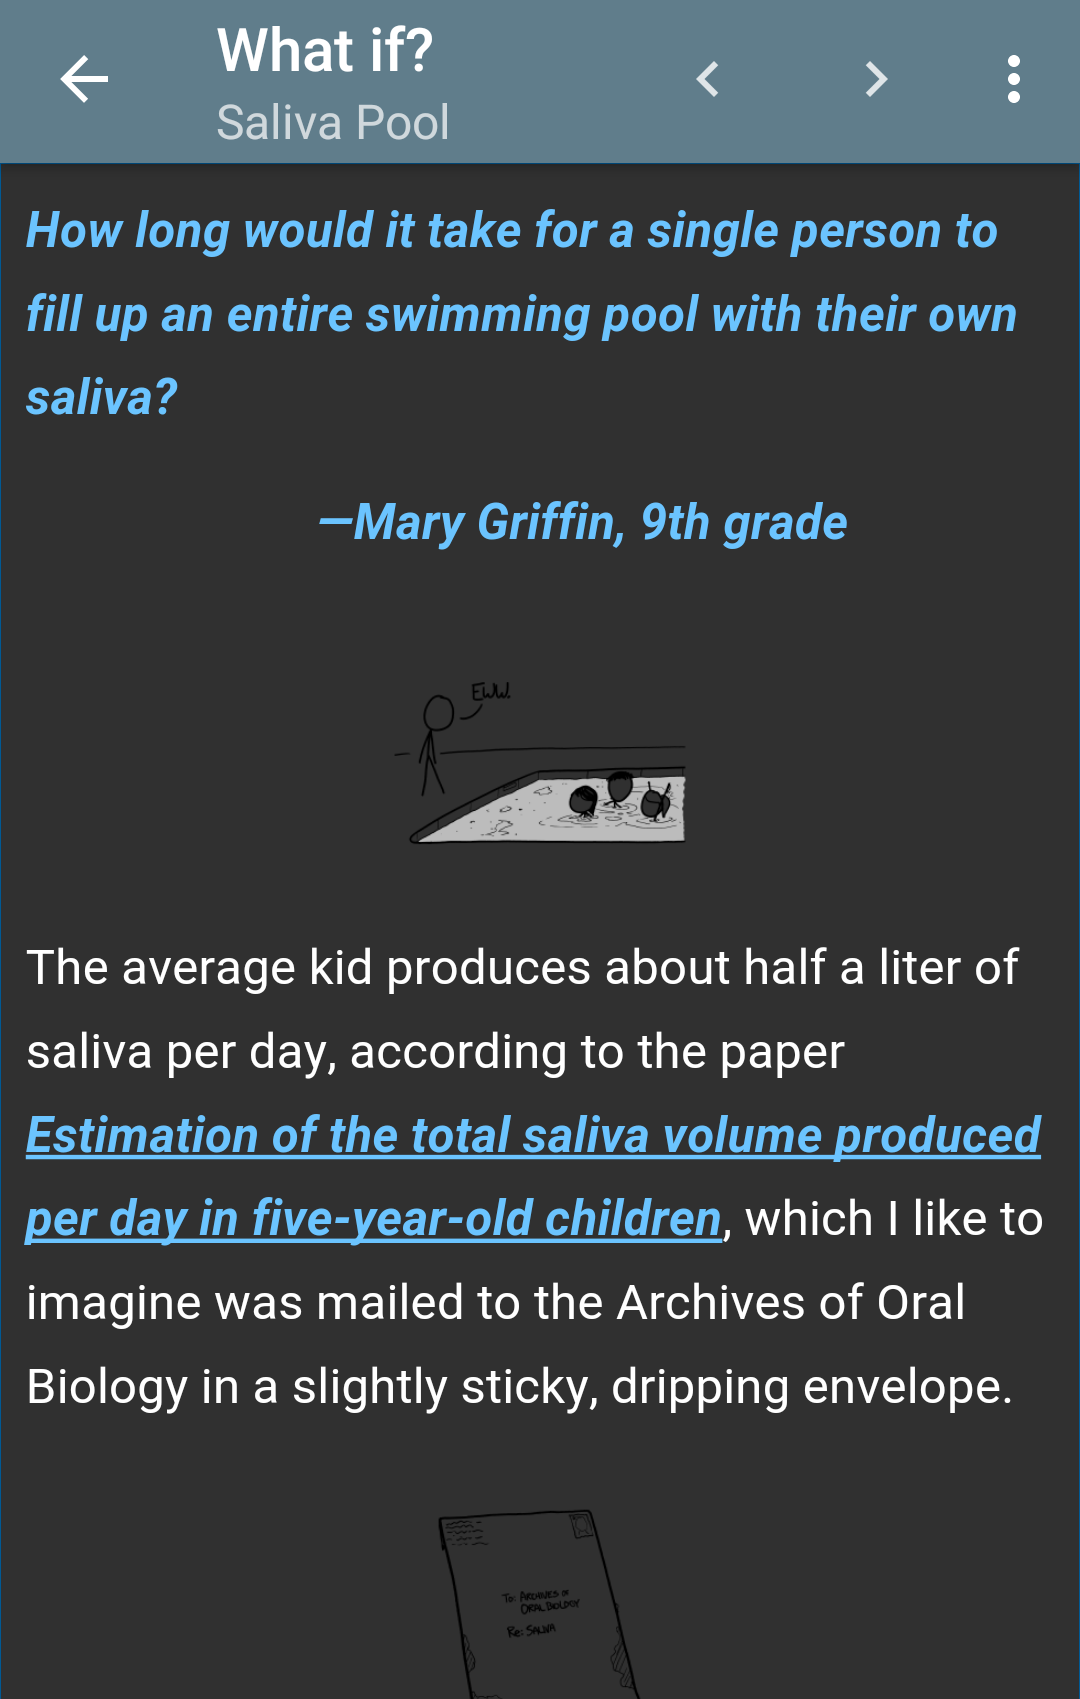 What if?
Saliva Pool
How long would it take for a single person to
fill up an entire swimming pool with their own
saliva?
—Mary Griffin, 9th grade
EWW.
The average kid produces about half a liter of
saliva per day, according to the paper
Estimation of the total saliva volume produced
per day in five-year-old children, which I like to
imagine was mailed to the Archives of Oral
Biology in a slightly sticky, dripping envelope.
To: ARCHIVES OF
ORAL BIOLOGY
Re: SALIVA